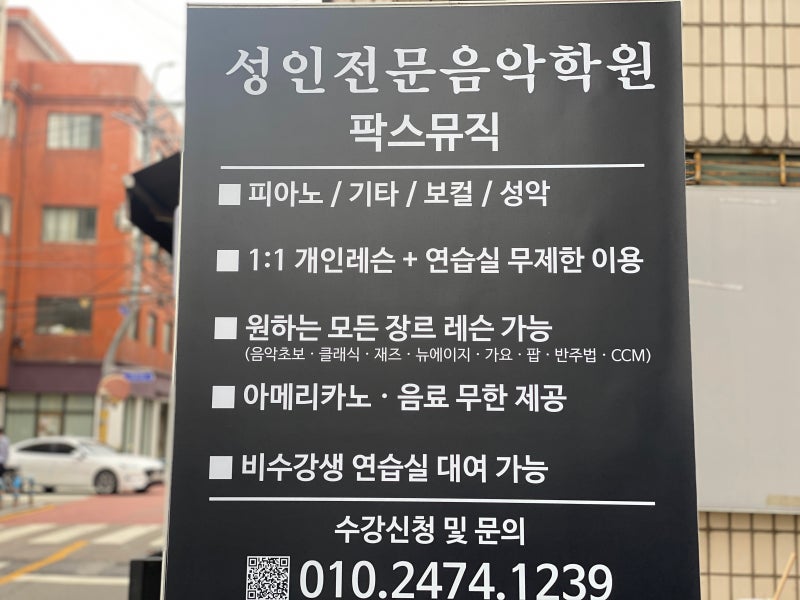 성인전문음악학원
팍스뮤직
■ 피아노 / 기타 / 보컬 / 성악
■ 1:1 개인레슨 + 연습실 무제한 이용
■ 원하는 모든 장르 레슨 가능
(음악초보 · 클래식 · 재즈 · 뉴에이지 · 가요 · 팝 · 반주법 · CCM)
■ 아메리카노 · 음료 무한 제공
■ 비수강생 연습실 대여 가능
수강신청 및 문의
010.2474.1239